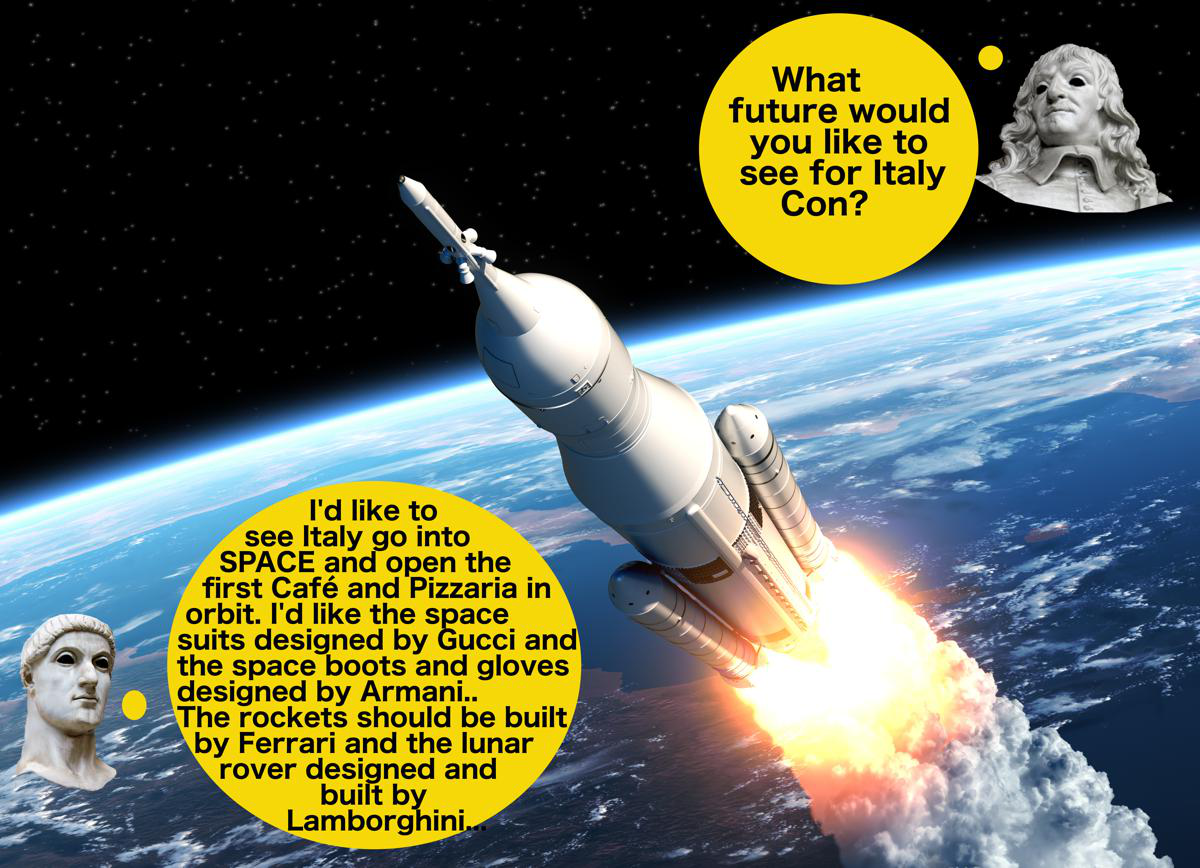 What
future would
you like to
see for Italy
Con?
I'd like to
see Italy go into
SPACE and open the
first Café and Pizzaria in
orbit. I'd like the space
suits designed by Gucci and
the space boots and gloves
designed by Armani..
The rockets should be built
by Ferrari and the lunar
rover designed and
built by
Lamborghini...